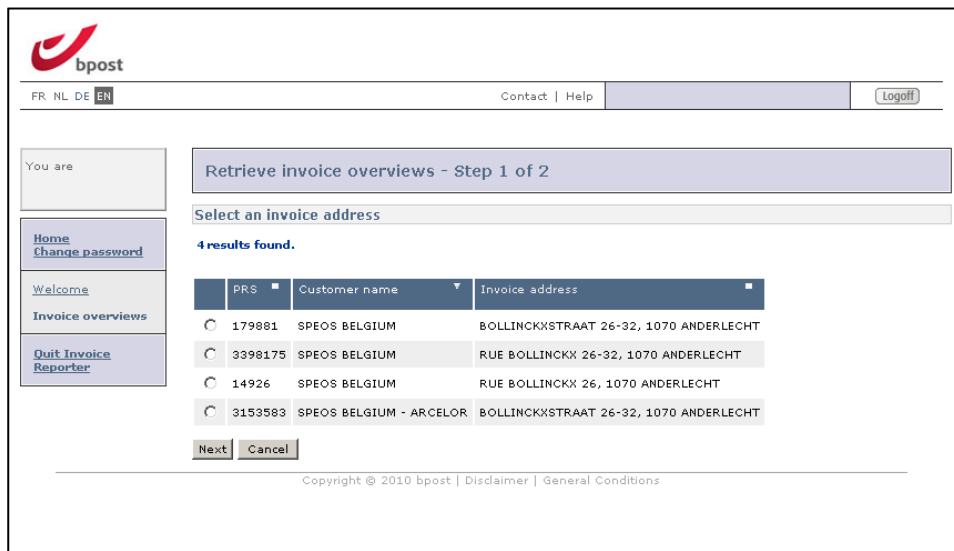 bpost
FR NL DE EN Contact | Help Logoff
You are
Retrieve invoice overviews - Step 1 of 2
Select an invoice address
4 results found.
Home
Change password
Welcome
Invoice overviews
Quit Invoice
Reporter
PRS Customer name Invoice address
179881 SPEOS BELGIUM BOLLINCKXSTRAAT 26-32, 1070 ANDERLECHT
3398175 SPEOS BELGIUM RUE BOLLINCKX 26-32, 1070 ANDERLECHT
14926 SPEOS BELGIUM RUE BOLLINCKX 26, 1070 ANDERLECHT
3153583 SPEOS BELGIUM - ARCELOR BOLLINCKXSTRAAT 26-32, 1070 ANDERLECHT
Next Cancel
Copyright © 2010 bpost | Disclaimer | General Conditions